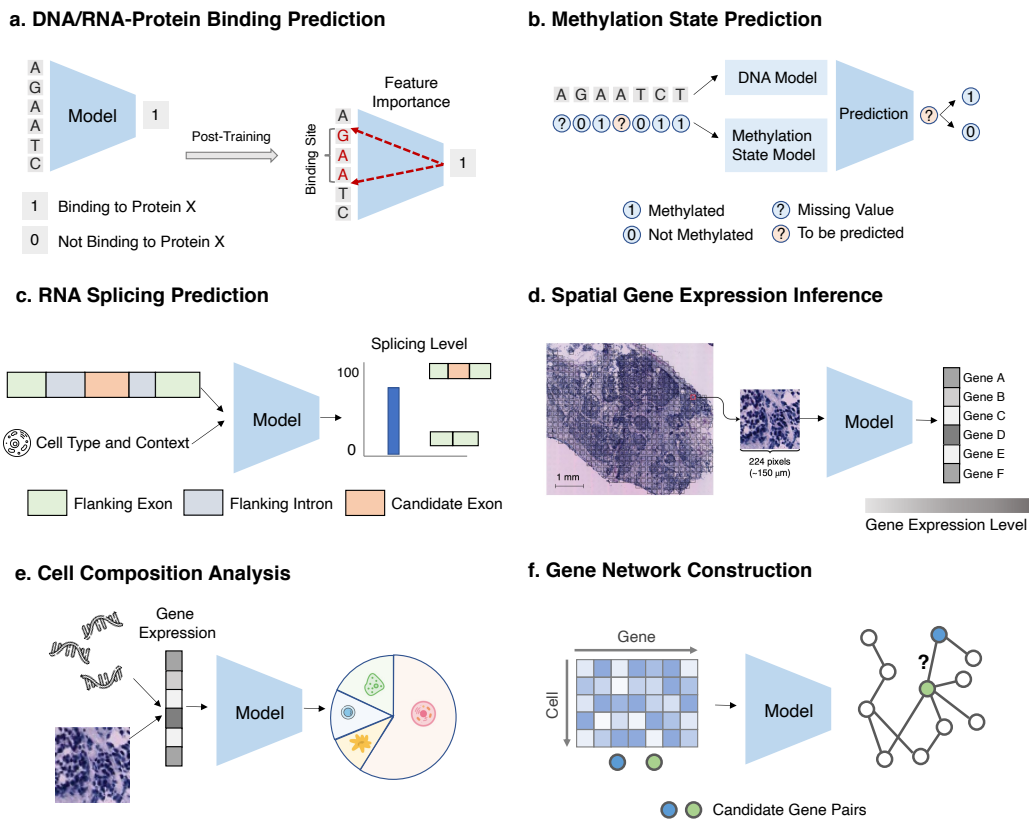 a. DNA/RNA-Protein Binding Prediction
A
G
A
A
T
C
Model
1
Post-Training
Feature
Importance
Binding Site
A
G
A
A
T
C
1
1 Binding to Protein X
0 Not Binding to Protein X
b. Methylation State Prediction
A G A A T C T
? 0 1 ? 0 1 1
DNA Model
Methylation
State Model
Prediction
?
1
0
1 Methylated
? Missing Value
0 Not Methylated
? To be predicted
c. RNA Splicing Prediction
Cell Type and Context
Model
Splicing Level
100
0
Flanking Exon
Flanking Intron
Candidate Exon
d. Spatial Gene Expression Inference
1 mm
224 pixels
(~150 μm)
Model
Gene A
Gene B
Gene C
Gene D
Gene E
Gene F
Gene Expression Level
e. Cell Composition Analysis
Gene
Expression
Model
f. Gene Network Construction
Gene
Cell
Model
?
Candidate Gene Pairs